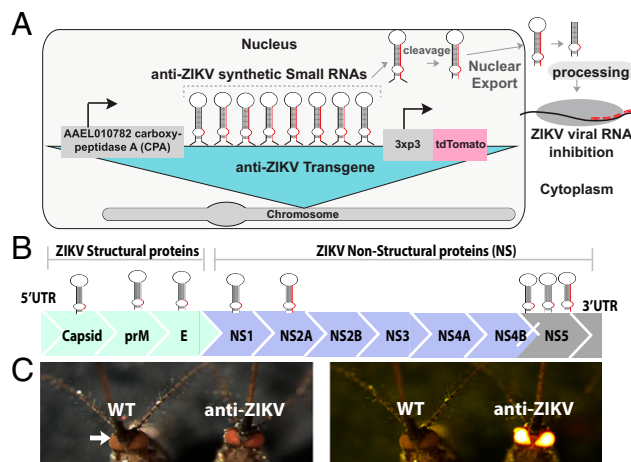 A
Nucleus
anti-ZIKV synthetic Small RNAs
cleavage
Nuclear
Export
processing
AAEL010782 carboxy-
peptidase A (CPA)
3xp3
tdTomato
ZIKV viral RNA
inhibition
anti-ZIKV Transgene
Cytoplasm
Chromosome
B
ZIKV Structural proteins
ZIKV Non-Structural proteins (NS)
5'UTR
3'UTR
Capsid
prM
E
NS1
NS2A
NS2B
NS3
NS4A
NS4B
NS5
C
WT
anti-ZIKV
WT
anti-ZIKV